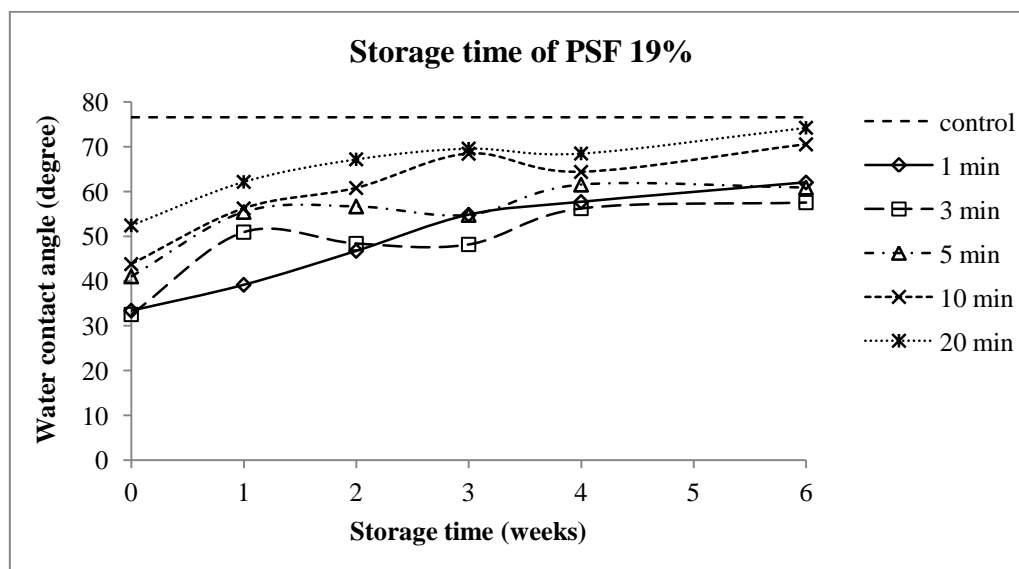 Storage time of PSF 19%
Water contact angle (degree)
80
70
60
50
40
30
20
10
0
0 1 2 3 4 5 6
Storage time (weeks)
control
1 min
3 min
5 min
10 min
20 min